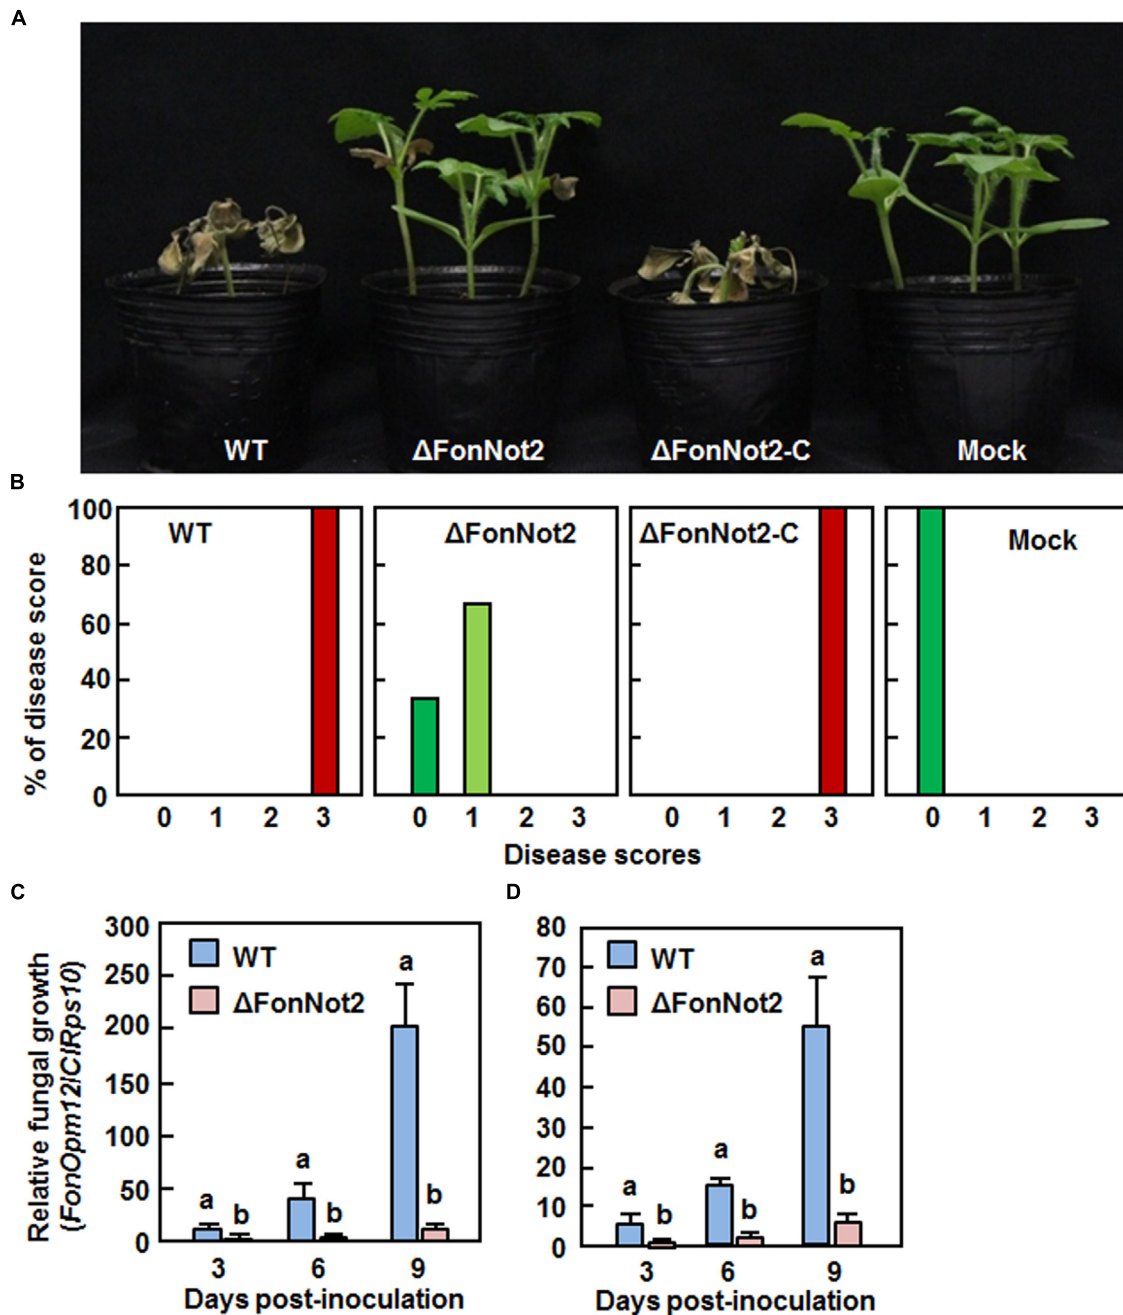 A
WT ΔFonNot2 ΔFonNot2-C Mock
B
% of disease score
100
80
60
40
20
0
WT ΔFonNot2 ΔFonNot2-C Mock
0 1 2 3 0 1 2 3 0 1 2 3 0 1 2 3
Disease scores
C
Relative fungal growth
(FonOpm12/ClRps10)
300
250
200
150
100
50
0
WT
ΔFonNot2
a b a b a b
3 6 9
Days post-inoculation
D
80
70
60
50
40
30
20
10
0
WT
ΔFonNot2
a b a b a b
3 6 9
Days post-inoculation